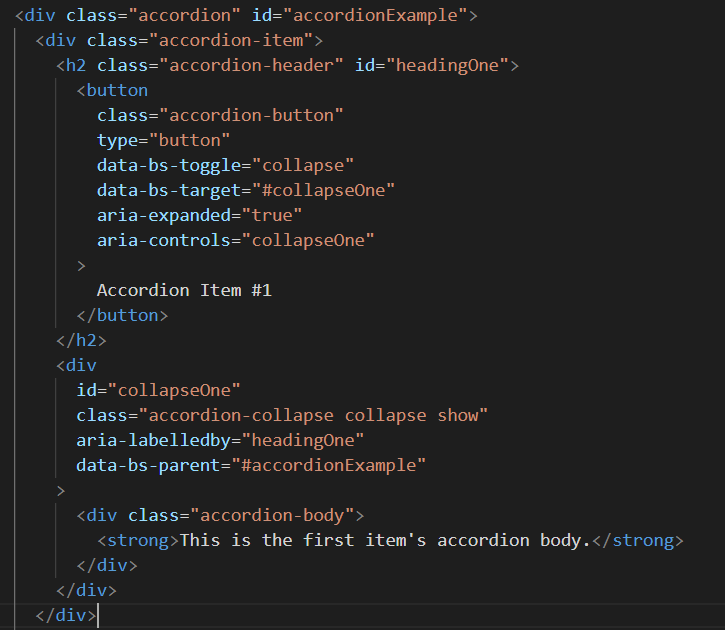 <div class="accordion" id="accordionExample">
<div class="accordion-item">
<h2 class="accordion-header" id="headingOne">
<button
class="accordion-button"
type="button"
data-bs-toggle="collapse"
data-bs-target="#collapseOne"
aria-expanded="true"
aria-controls="collapseOne"
>
Accordion Item #1
</button>
</h2>
<div
id="collapseOne"
class="accordion-collapse collapse show"
aria-labelledby="headingOne"
data-bs-parent="#accordionExample"
>
<div class="accordion-body">
<strong>This is the first item's accordion body.</strong>
</div>
</div>
</div>